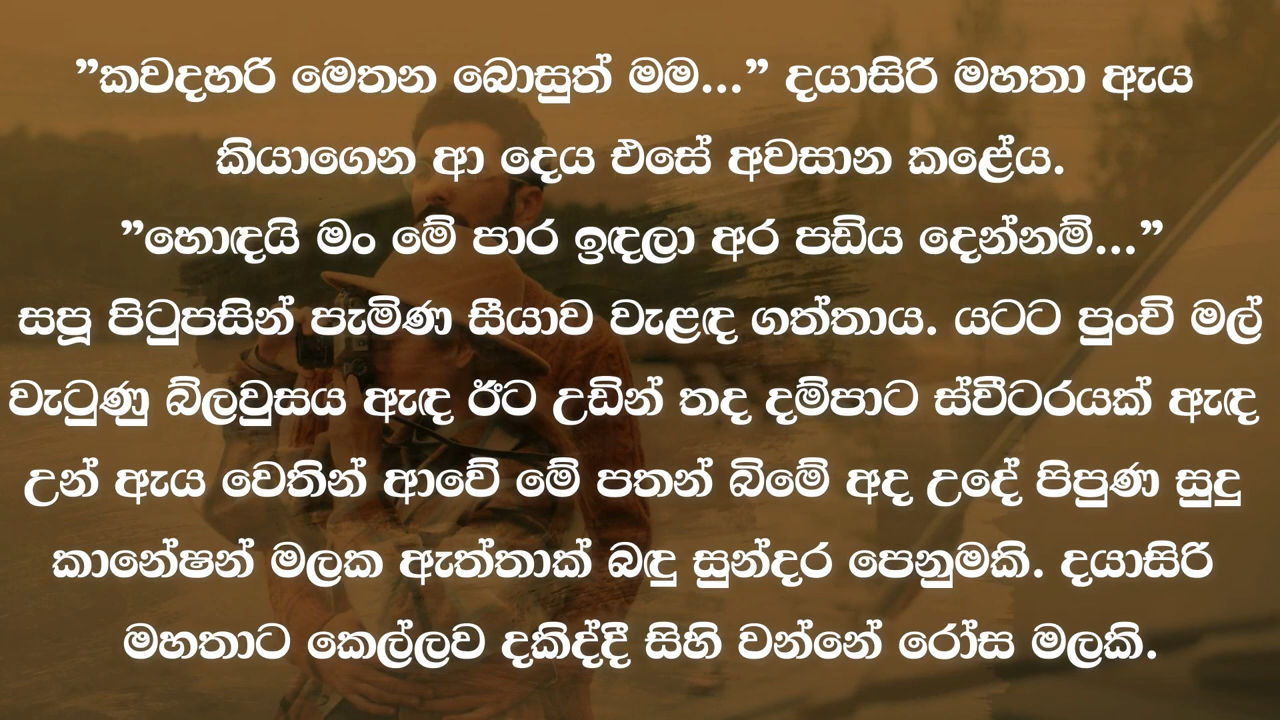 ”කවදහරි මෙතන බොසුත් මම...” දයාසිරි මහතා ඇය
කියාගෙන ආ දෙය එසේ අවසාන කළේය.
”හොඳයි මං මේ පාර ඉඳලා අර පඩිය දෙන්නම්...”
සපූ පිටුපසින් පැමිණ සීයාව වැළඳ ගත්තාය. යටට පුංචි මල්
වැටුණු බ්ලවුසය ඇඳ ඊට උඩින් තද දම්පාට ස්වීටරයක් ඇඳ
උන් ඇය වෙතින් ආවේ මේ පතන් බිමේ අද උදේ පිපුණ සුදු
කානේෂන් මලක ඇත්තාක් බඳු සුන්දර පෙනුමකි. දයාසිරි
මහතාට කෙල්ලව දකිද්දී සිහි වන්නේ රෝස මලකි.